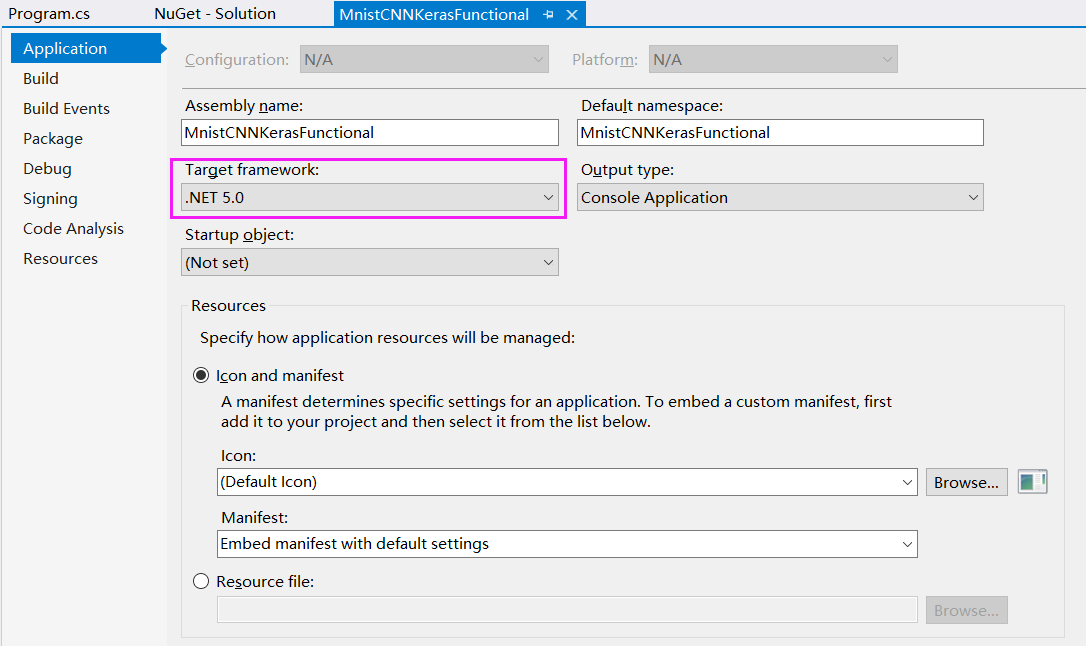 Program.cs NuGet - Solution MnistCNNKerasFunctional
Application
Build
Build Events
Package
Debug
Signing
Code Analysis
Resources
Configuration: N/A Platform: N/A
Assembly name: Default namespace:
MnistCNNKerasFunctional MnistCNNKerasFunctional
Target framework: Output type:
.NET 5.0 Console Application
Startup object:
(Not set)
Resources
Specify how application resources will be managed:
Icon and manifest
A manifest determines specific settings for an application. To embed a custom manifest, first
add it to your project and then select it from the list below.
Icon:
(Default Icon) Browse...
Manifest:
Embed manifest with default settings
Resource file:
Browse...